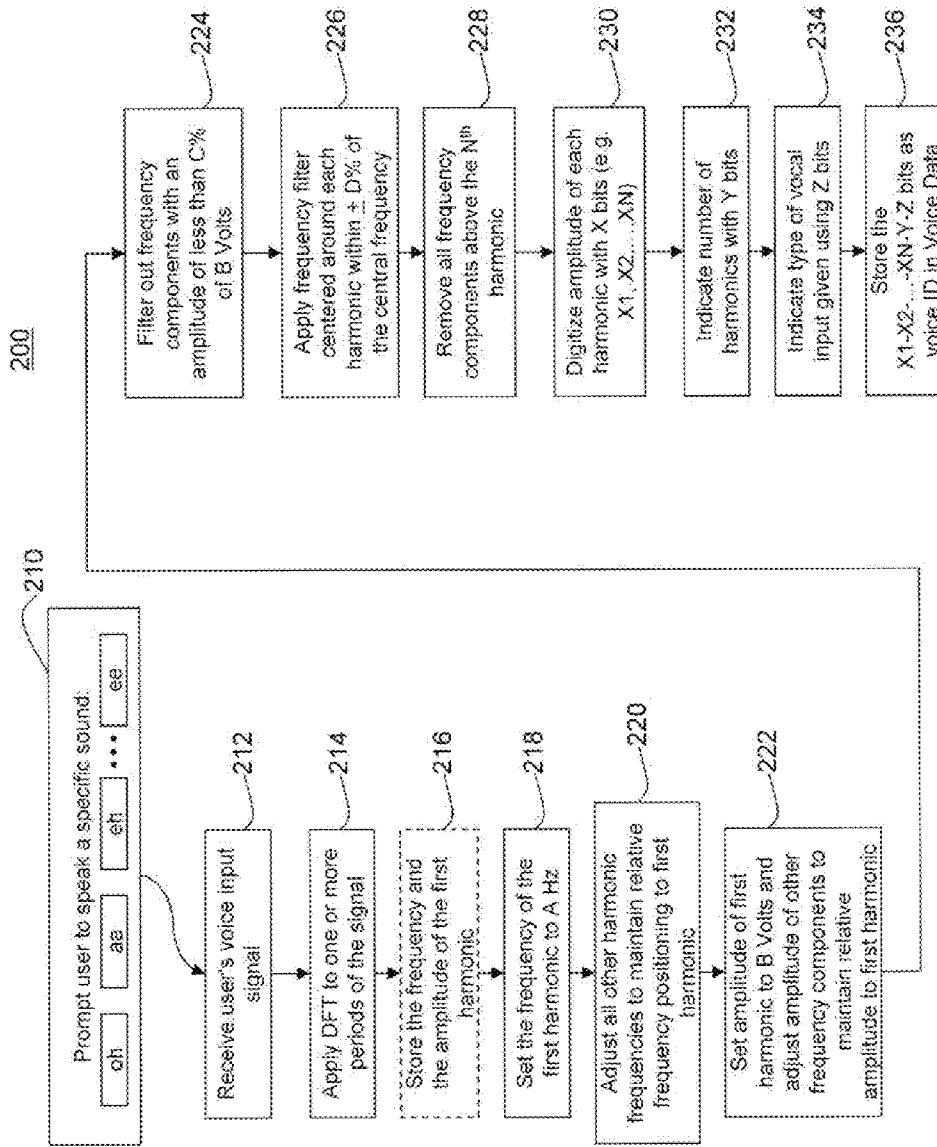 200
210
Prompt user to speak a specific sound:
oh
ae
eh
•••
ee
Receive user's voice input
signal
212
Apply DFT to one or more
periods of the signal
214
Store the frequency and
the amplitude of the first
harmonic
216
Set the frequency of the
first harmonic to A Hz
218
Adjust all other harmonic
frequencies to maintain relative
frequency positioning to first
harmonic
220
Set amplitude of first
harmonic to B Volts and
adjust amplitude of other
frequency components to
maintain relative
amplitude to first harmonic
222
Filter out frequency
components with an
amplitude of less than C%
of B Volts
224
Apply frequency filter
centered around each
harmonic within ± D% of
the central frequency
226
Remove all frequency
components above the Nth
harmonic
228
Digitize amplitude of each
harmonic with X bits (e.g.
X1, X2....,XN)
230
Indicate number of
harmonics with Y bits
232
Indicate type of vocal
input given using Z bits
234
Store the
X1-X2-...-XN-Y-Z bits as
voice ID in Voice Data
236